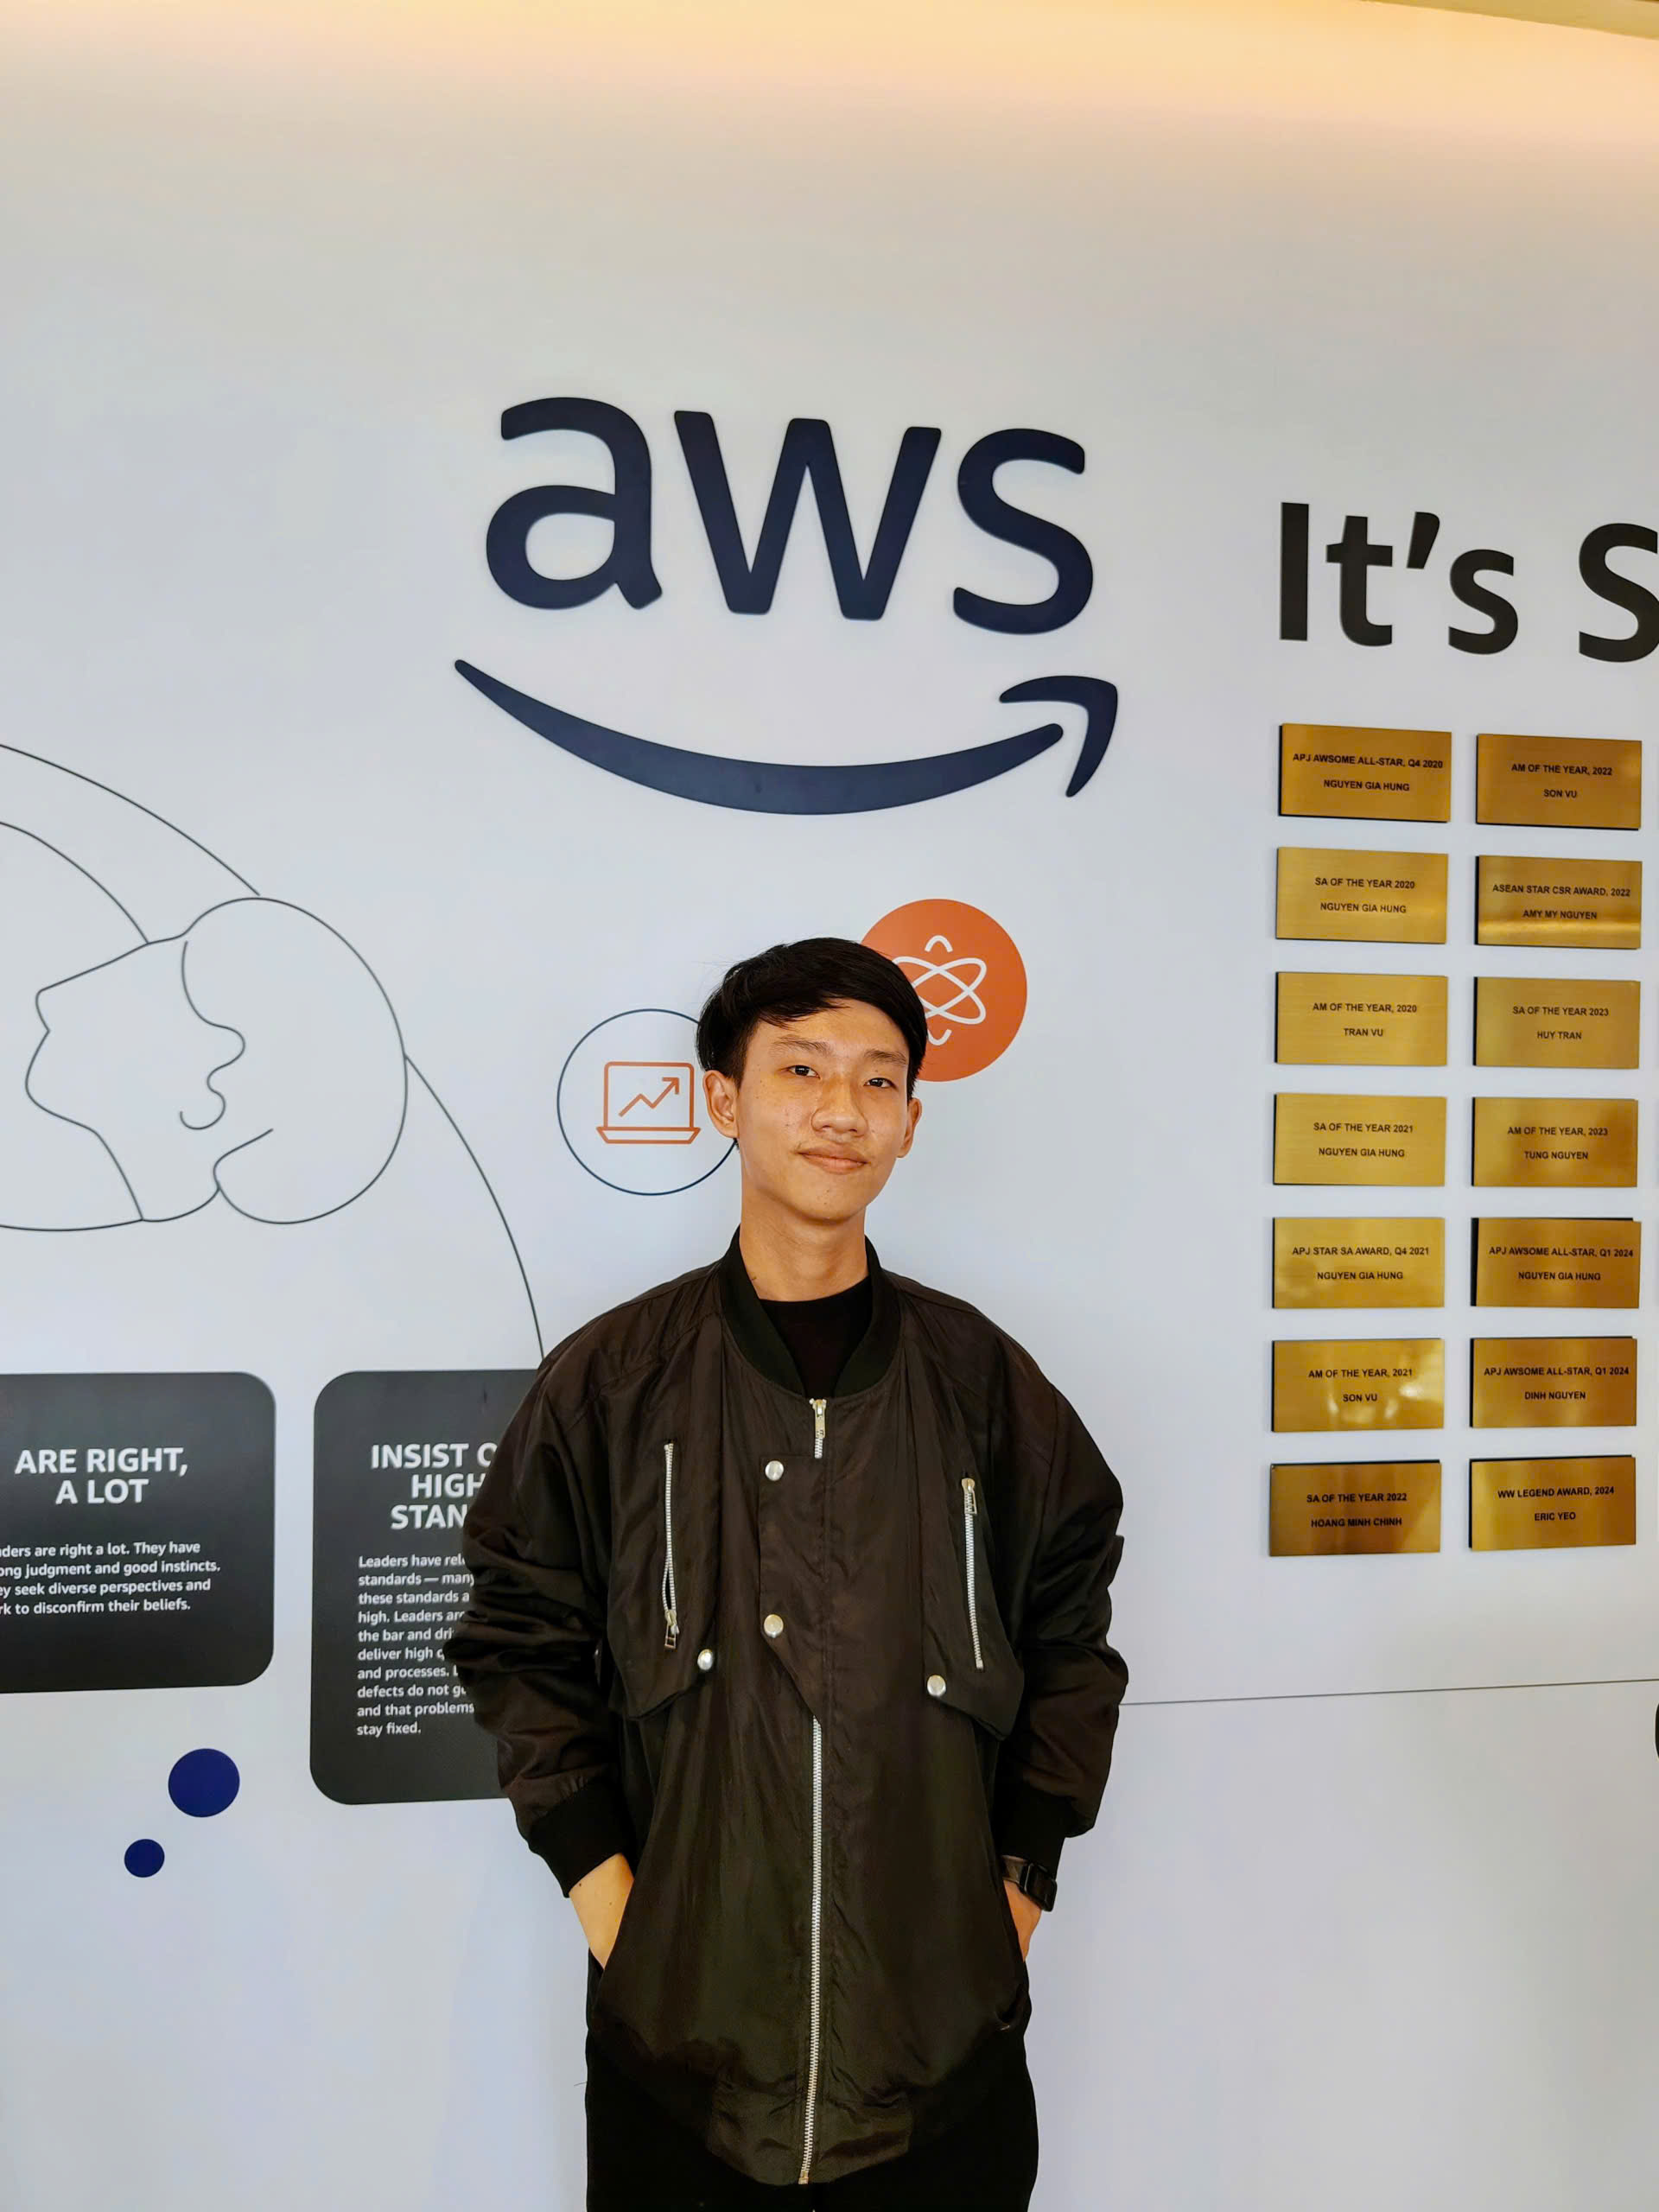 aws
It's S
APJ AWSOME ALL-STAR, Q4 2020
NGUYEN GIA HUNG
AM OF THE YEAR, 2022
SON VU
SA OF THE YEAR 2020
NGUYEN GIA HUNG
ASEAN STAR CSR AWARD, 2022
AMY MY NGUYEN
AM OF THE YEAR, 2020
TRAN VU
SA OF THE YEAR 2023
HUY TRAN
SA OF THE YEAR 2021
NGUYEN GIA HUNG
AM OF THE YEAR, 2023
TUNG NGUYEN
APJ STAR SA AWARD, Q4 2021
NGUYEN GIA HUNG
APJ AWSOME ALL-STAR, Q1 2024
NGUYEN GIA HUNG
AM OF THE YEAR, 2021
SON VU
APJ AWSOME ALL-STAR, Q1 2024
DINH NGUYEN
SA OF THE YEAR 2022
HOANG MINH CHINH
WW LEGEND AWARD, 2024
ERIC YEO
ARE RIGHT,
A LOT
ders are right a lot. They have
ong judgment and good instincts.
ey seek diverse perspectives and
rk to disconfirm their beliefs.
INSIST O
HIGH
STAN
Leaders have rel
standards — many
these standards a
high. Leaders are
the bar and dri
deliver high q
and processes. L
defects do not ge
and that problems
stay fixed.